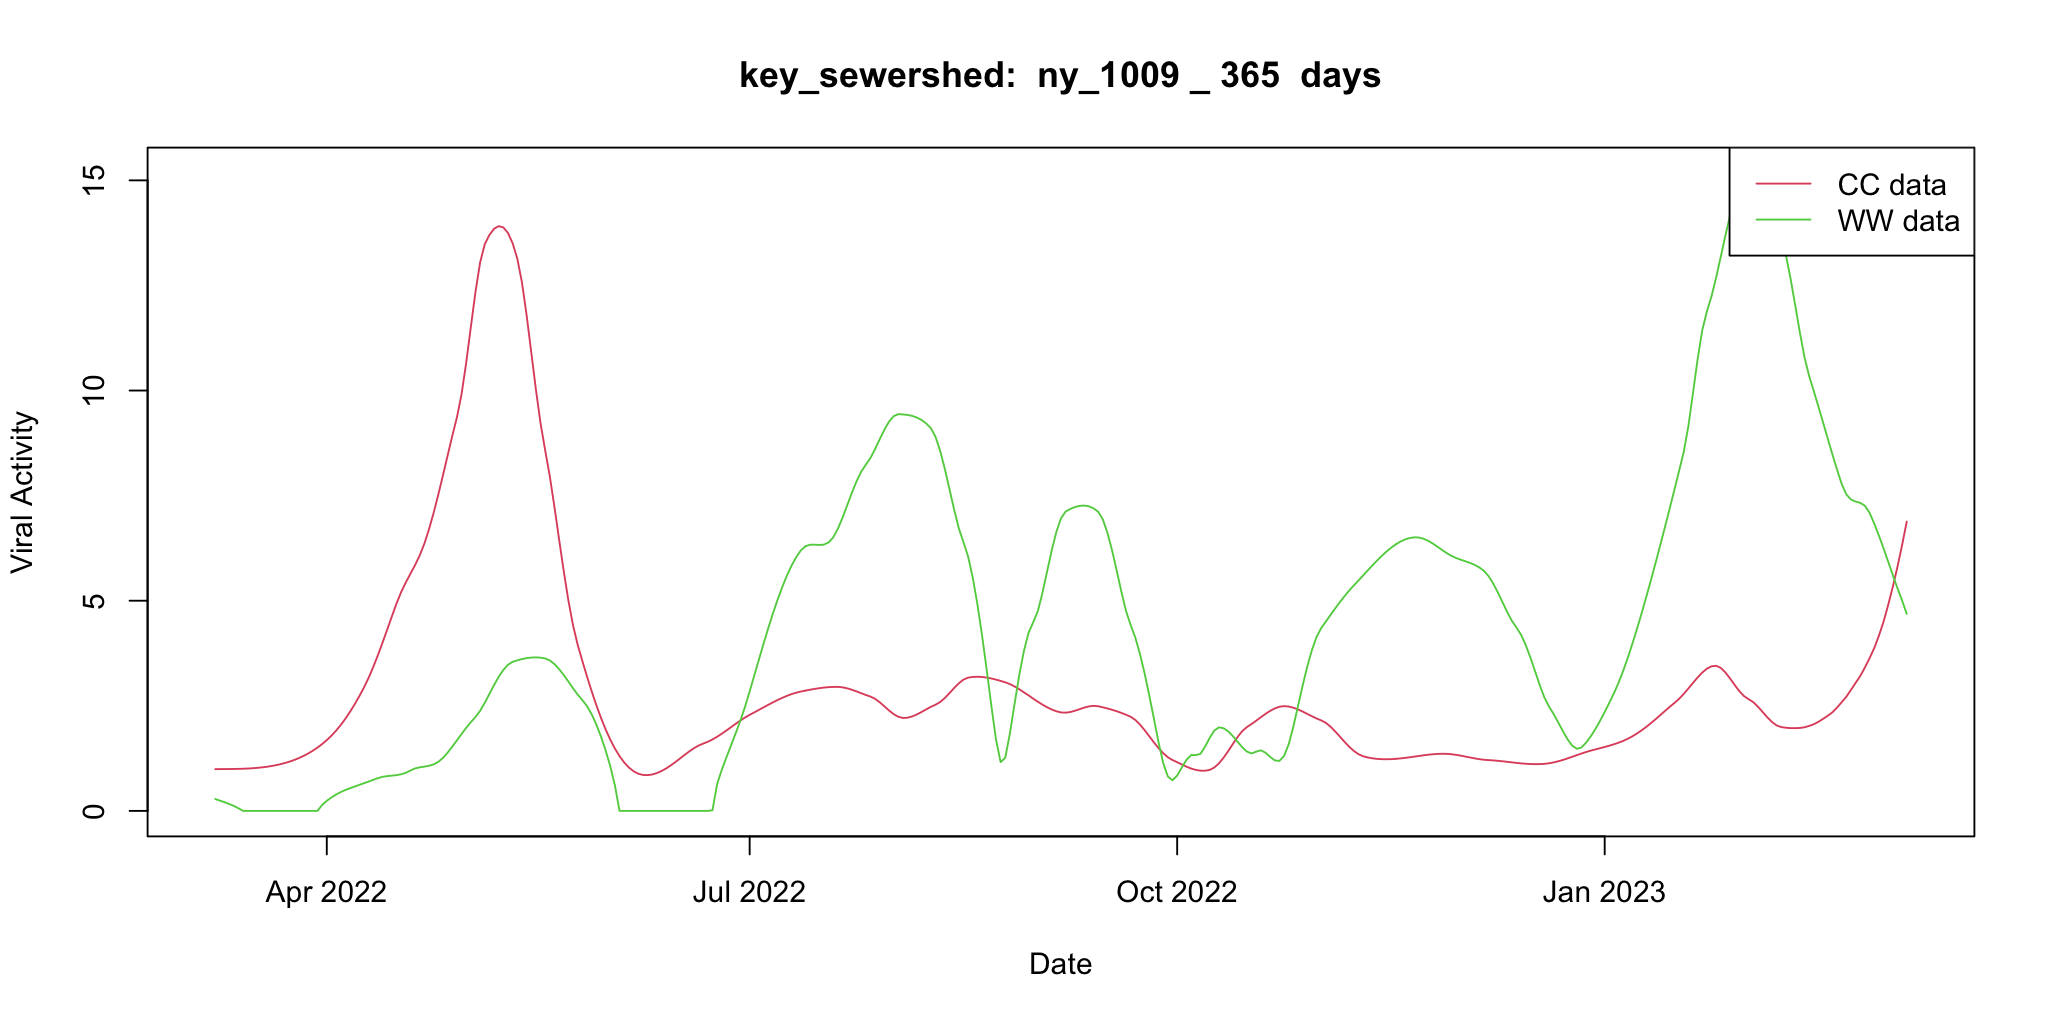 key_sewershed:  ny_1009 _ 365  days
CC data
WW data
Viral Activity
15
10
5
0
Apr 2022
Jul 2022
Oct 2022
Jan 2023
Date